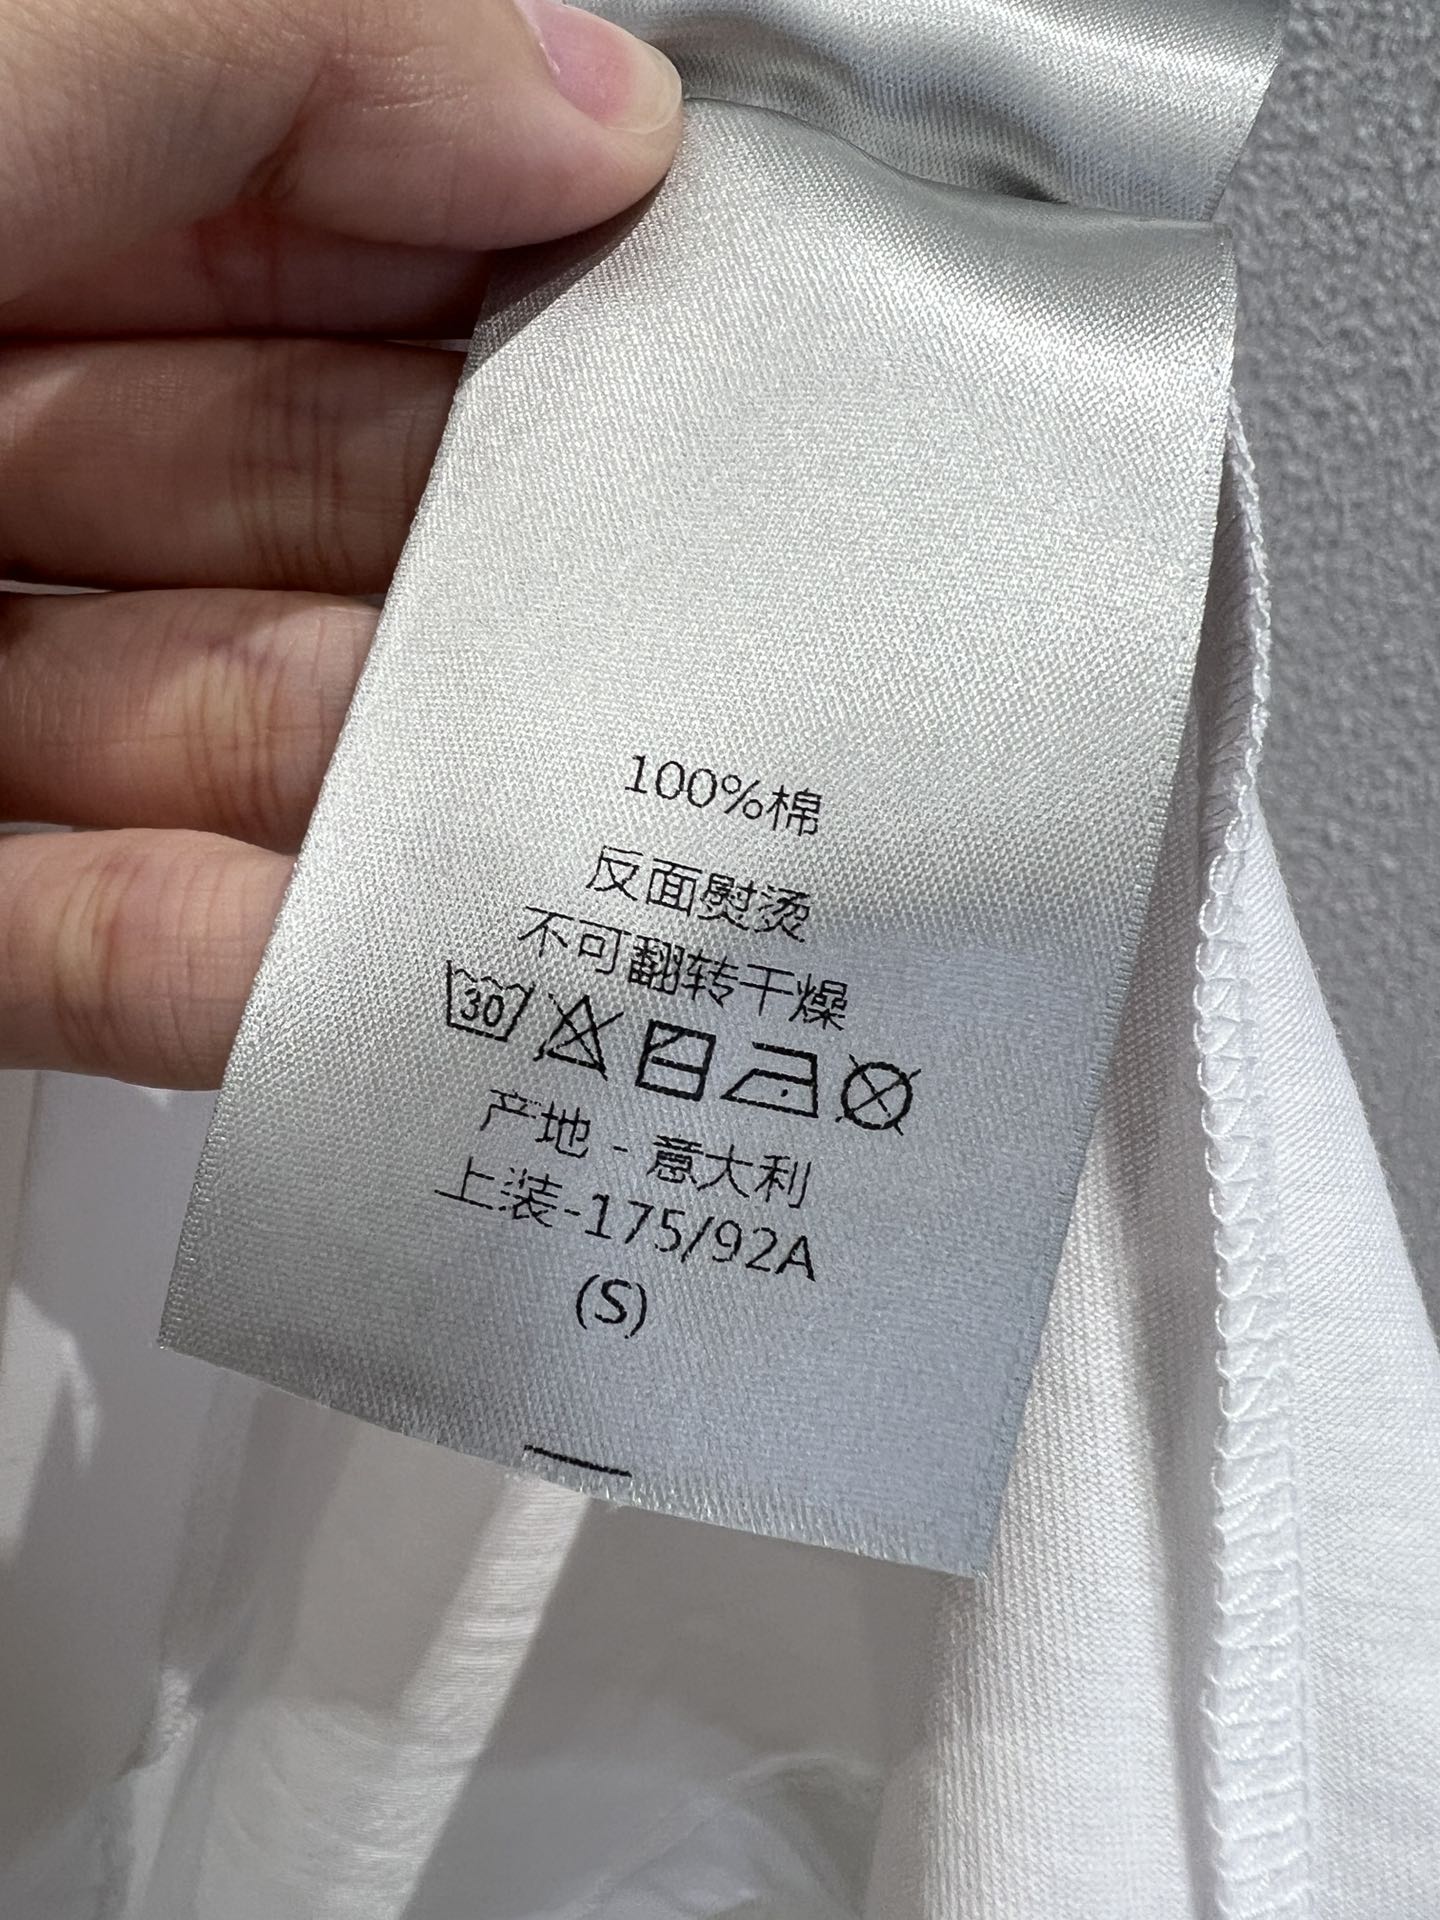 100%棉
反面熨烫
不可翻转干燥
30
产地 - 意大利
上装-175/92A
(S)